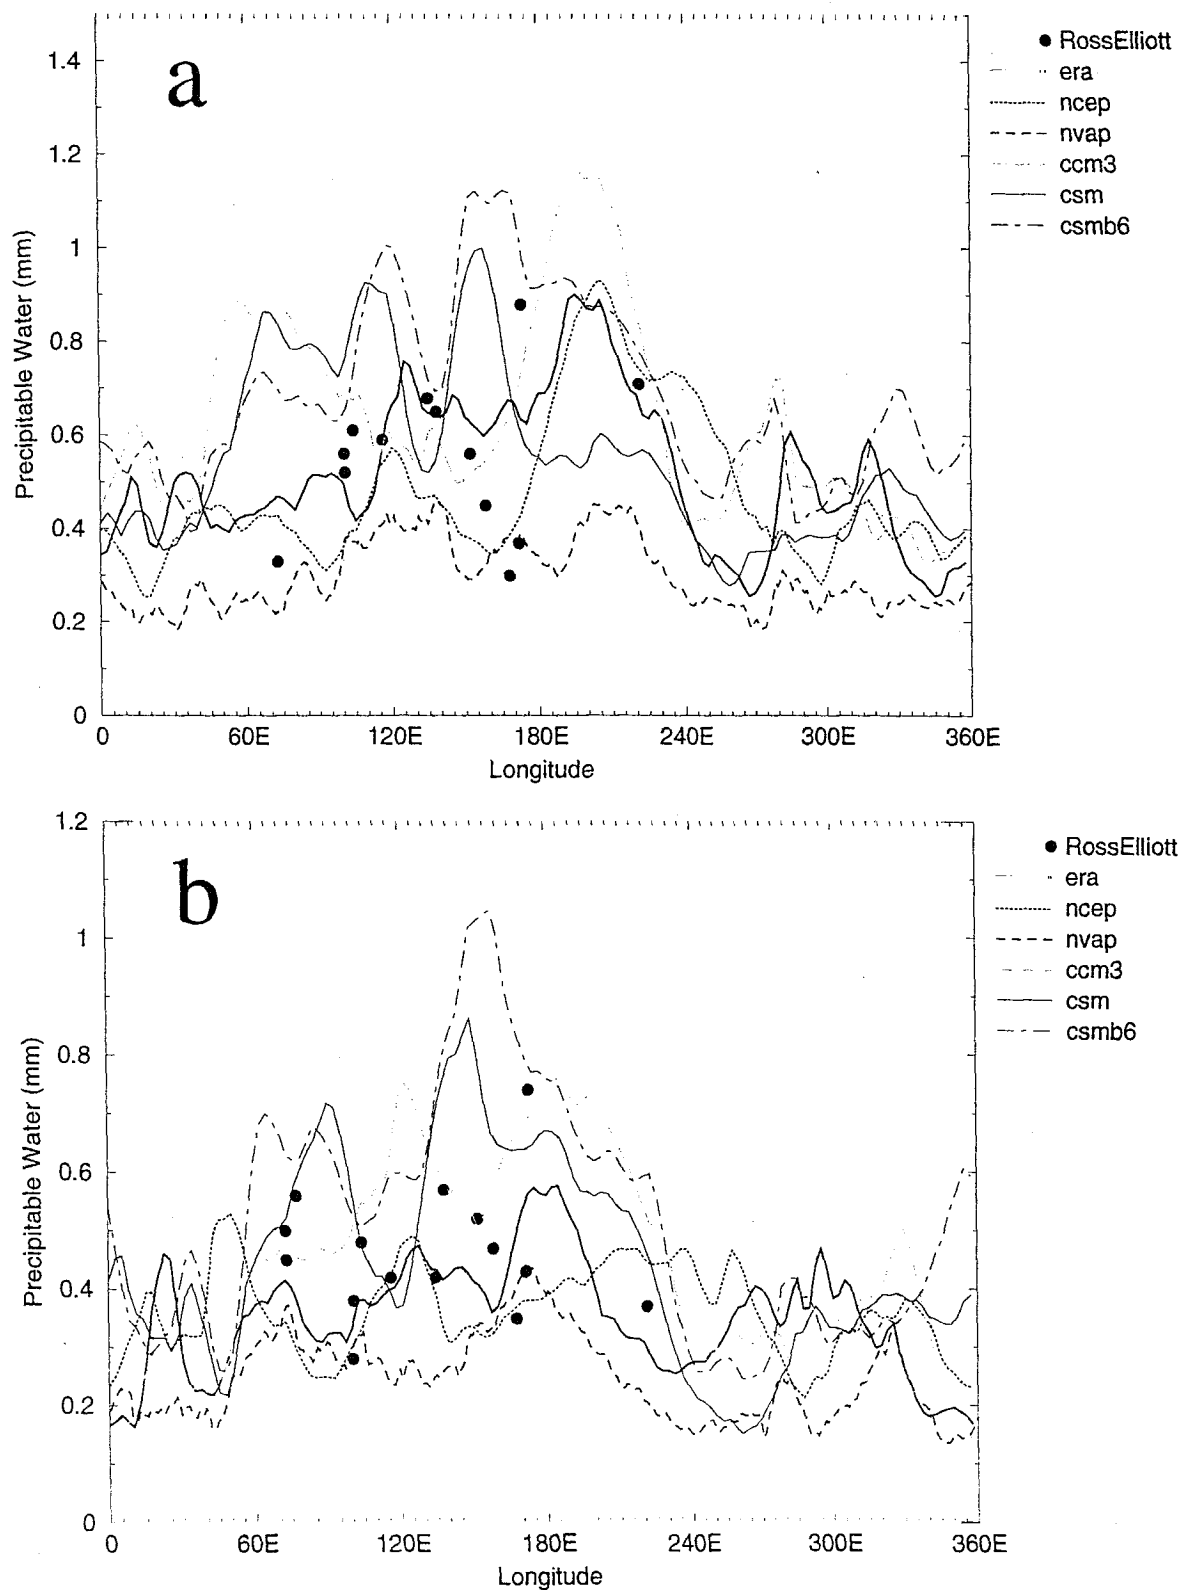 a
1.4
1.2
1
0.8
0.6
0.4
0.2
0
Precipitable Water (mm)
0 60E 120E 180E 240E 300E 360E
Longitude
RossElliott
era
ncep
nvap
ccm3
csm
csmb6
b
1.2
1
0.8
0.6
0.4
0.2
0
Precipitable Water (mm)
0 60E 120E 180E 240E 300E 360E
Longitude
RossElliott
era
ncep
nvap
ccm3
csm
csmb6